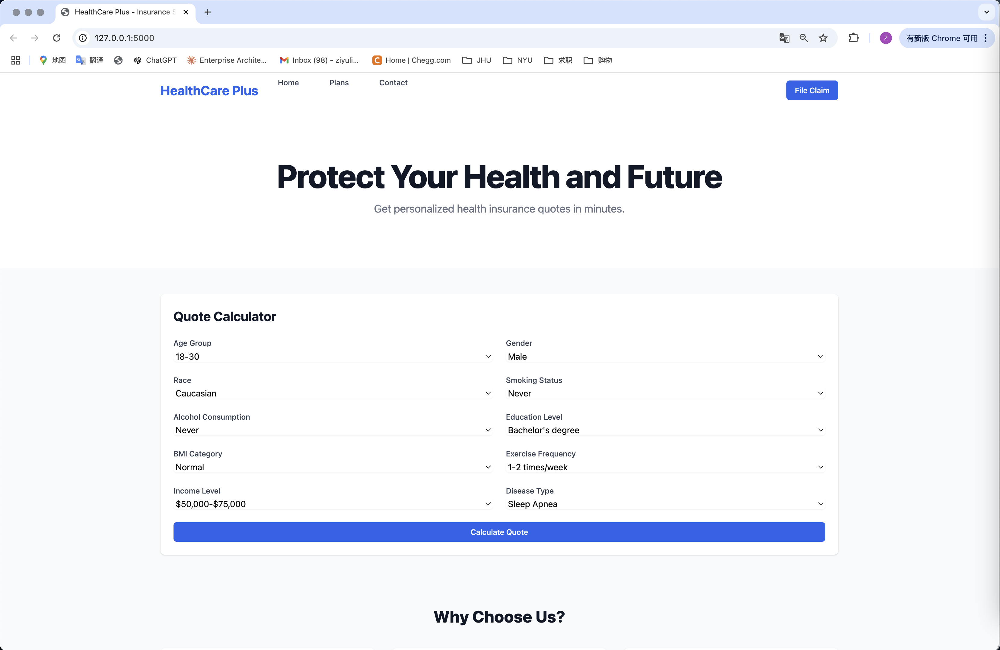 HealthCare Plus - Insurance S
127.0.0.1:5000
Z
有新版 Chrome 可用
地图
翻译
ChatGPT
Enterprise Archite...
Inbox (98) - ziyuli...
Home | Chegg.com
JHU
NYU
求职
购物
HealthCare Plus
Home
Plans
Contact
File Claim
Protect Your Health and Future
Get personalized health insurance quotes in minutes.
Quote Calculator
Age Group
18-30
Gender
Male
Race
Caucasian
Smoking Status
Never
Alcohol Consumption
Never
Education Level
Bachelor's degree
BMI Category
Normal
Exercise Frequency
1-2 times/week
Income Level
$50,000-$75,000
Disease Type
Sleep Apnea
Calculate Quote
Why Choose Us?